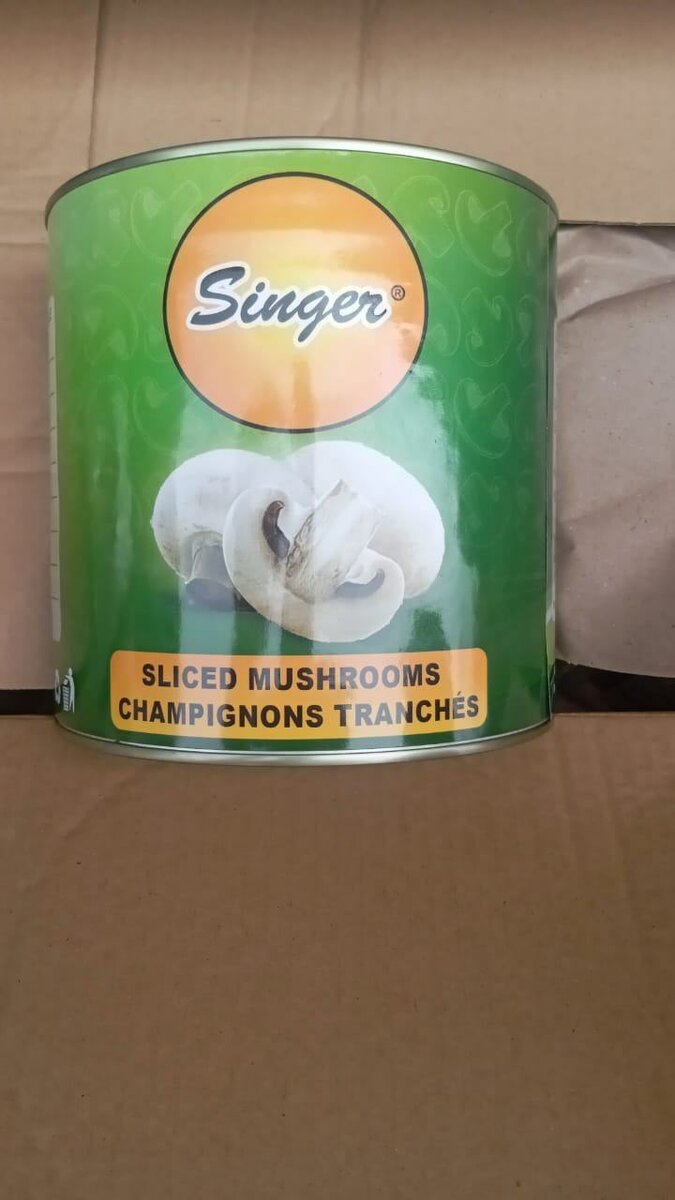 Singer®
SLICED MUSHROOMS
CHAMPIGNONS TRANCHÉS